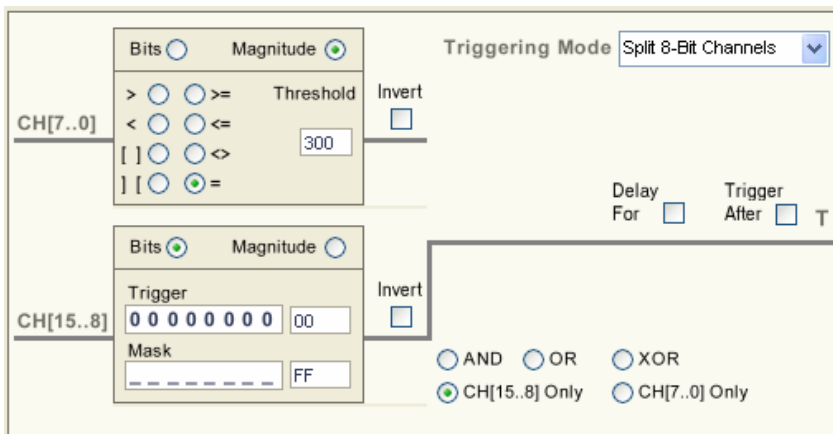 Bits Magnitude
Triggering Mode Split 8-Bit Channels
> >= Threshold
Invert
CH[7..0]
< <=
300
[ ] <>
] [ =
Delay For
Trigger After
T
Bits Magnitude
Trigger
Invert
CH[15..8]
0 0 0 0 0 0 0 0 00
Mask
_ _ _ _ _ _ _ _ FF
AND OR XOR
CH[15..8] Only CH[7..0] Only